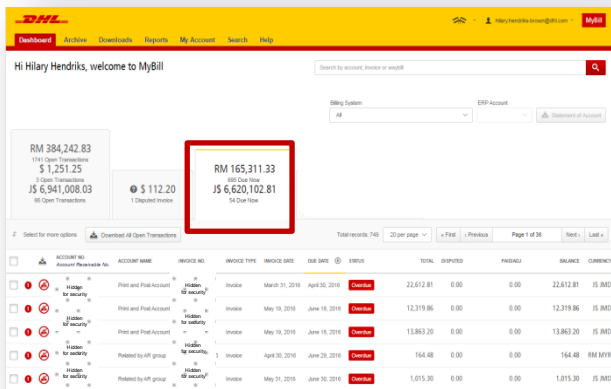 DHL
hilary.hendriks-brown@dhl.com
MyBill
Dashboard Archive Downloads Reports My Account Search Help
Hi Hilary Hendriks, welcome to MyBill
Search by account, invoice or waybill
Billing System
ERP Account
All
Statement of Account
RM 384,242.83
1741 Open Transactions
$ 1,251.25
3 Open Transactions
J$ 6,941,008.03
60 Open Transactions
$ 112.20
1 Disputed Invoice
RM 165,311.33
695 Due Now
J$ 6,620,102.81
54 Due Now
Select for more options
Download All Open Transactions
Total records: 749 20 per page « First ‹ Previous Page 1 of 38 Next › Last »
ACCOUNT NO. ACCOUNT NAME INVOICE NO. INVOICE TYPE INVOICE DATE DUE DATE STATUS TOTAL DISPUTED PAID/ADJ BALANCE CURRENCY
Account Receivable No.
Hidden for security Print and Post Account Hidden for security Invoice March 31, 2016 April 30, 2016 Overdue 22,612.81 0.00 0.00 22,612.81 JS JMD
Hidden for security Print and Post Account Hidden for security Invoice May 19, 2016 June 18, 2016 Overdue 12,319.86 0.00 0.00 12,319.86 JS JMD
Print and Post Account Invoice May 19, 2016 June 18, 2016 Overdue 13,863.20 0.00 0.00 13,863.20 JS JMD
Hidden for security Related by AR group Hidden for security Invoice April 30, 2016 June 29, 2016 Overdue 164.48 0.00 0.00 164.48 RM MYR
Hidden for security Related by AR group Hidden for security Invoice May 31, 2016 June 30, 2016 Overdue 1,015.30 0.00 0.00 1,015.30 JS JMD